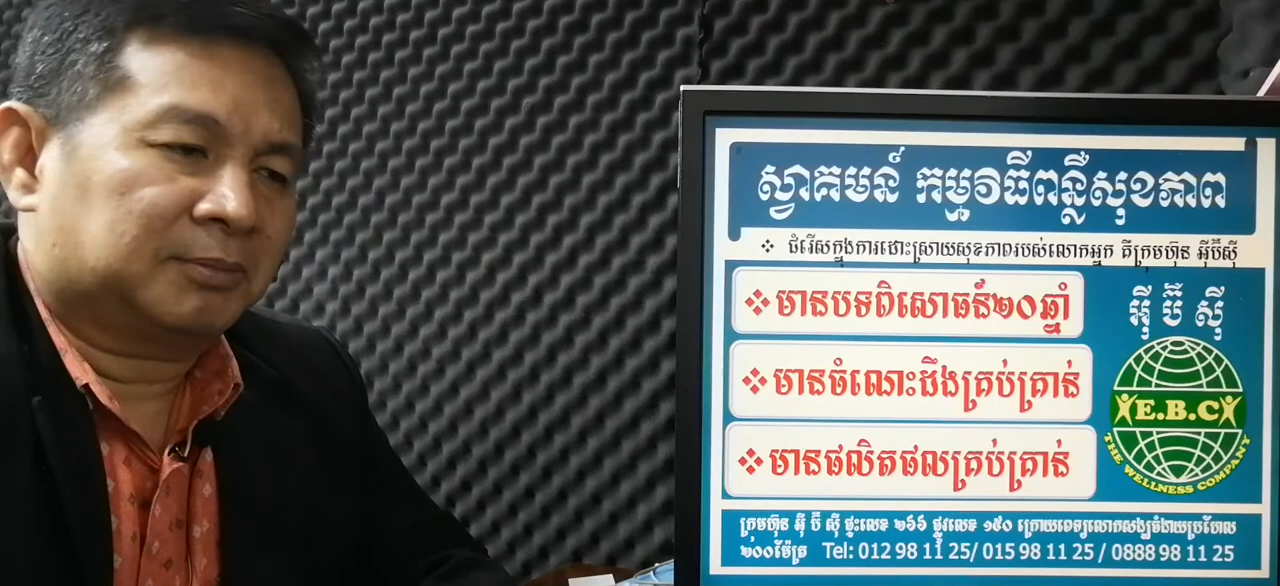 ស្វាគមន៍ កម្មវិធីពន្លឺសុខភាព
❖ ជំរើសក្នុងការដោះស្រាយសុខភាពរបស់លោកអ្នក គឺក្រុមហ៊ុន អ៊ីប៊ីស៊ី
❖មានបទពិសោធន៍២០ឆ្នាំ
❖មានចំណេះដឹងគ្រប់គ្រាន់
❖មានផលិតផលគ្រប់គ្រាន់
អ៊ី ប៊ី ស៊ី
E.B.C
THE WELLNESS COMPANY
ក្រុមហ៊ុន អ៊ី ប៊ី ស៊ី ផ្ទះលេខ ២៦៦ ផ្លូវលេខ ១៩០ ក្រោយពេទ្យលោកសង្ឃចំងាយប្រហែល
២០០ម៉ែត្រ Tel: 012 98 11 25/ 015 98 11 25 / 0888 98 11 25